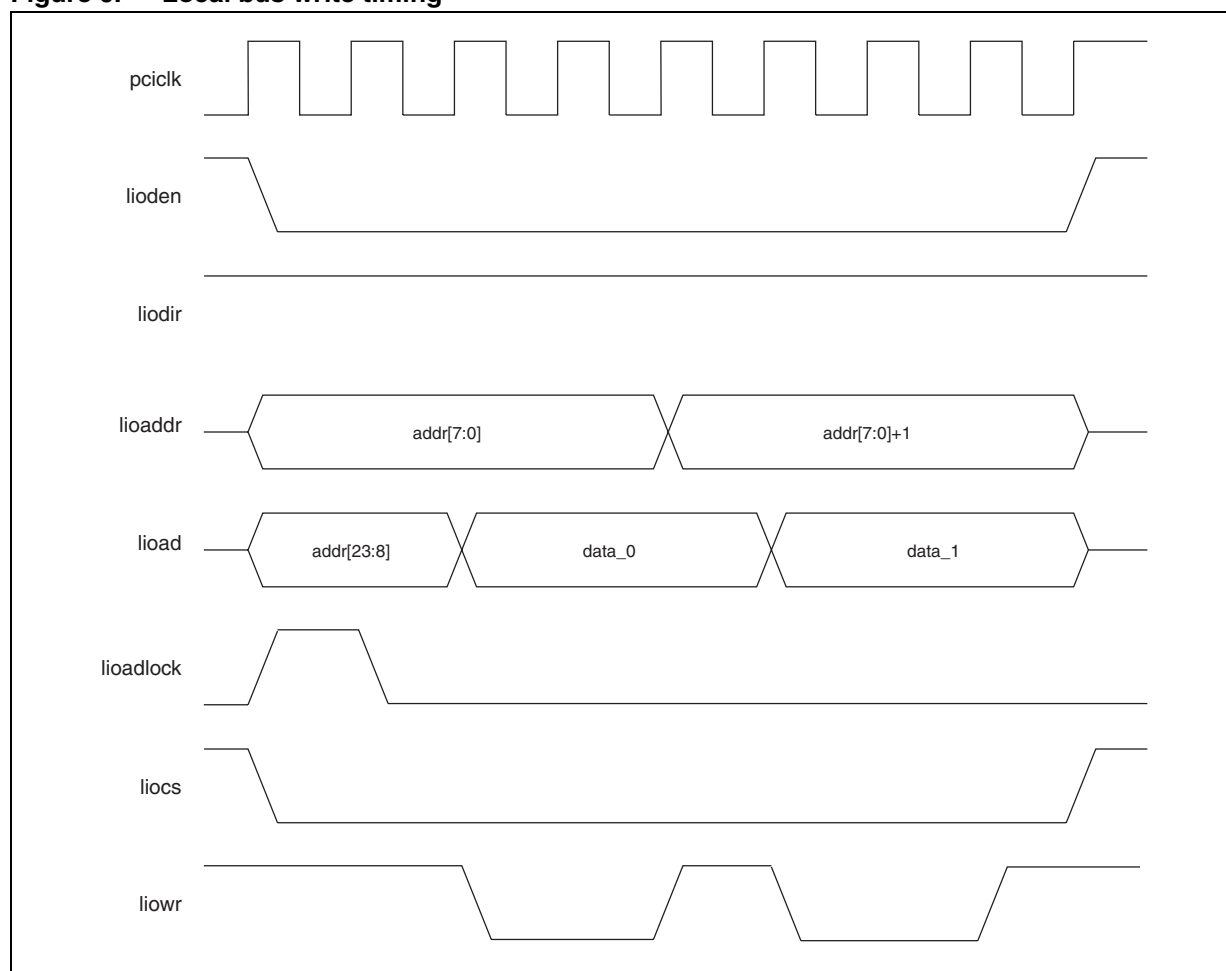 pciclk
lioden
liodir
lioaddr
addr[7:0]
addr[7:0]+1
lioad
addr[23:8]
data_0
data_1
lioadlock
liocs
liowr